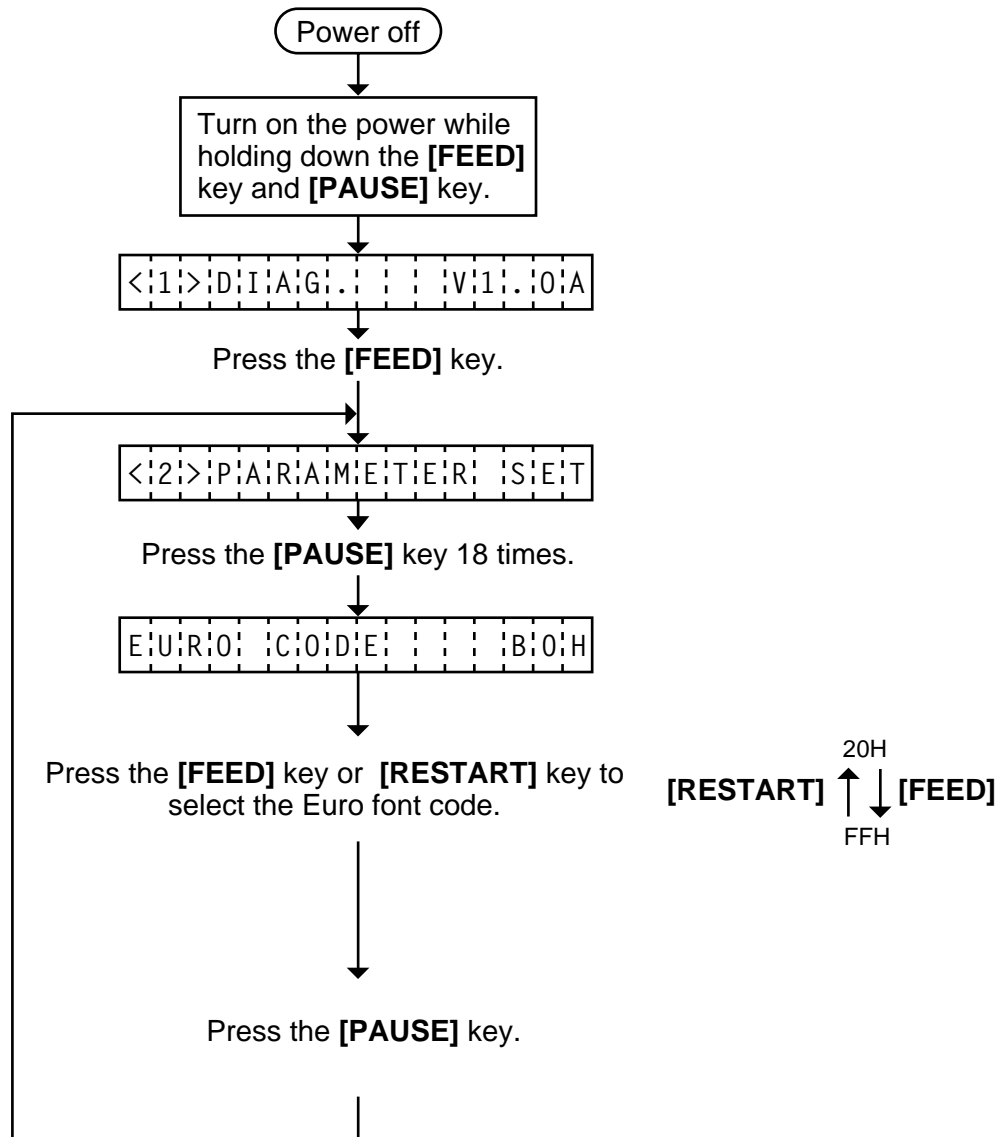 Power off
Turn on the power while
holding down the [FEED]
key and [PAUSE] key.
<1>DIAG.   V1.0A
Press the [FEED] key.
<2>PARAMETER SET
Press the [PAUSE] key 18 times.
EURO CODE   B0H
Press the [FEED] key or [RESTART] key to
select the Euro font code.
20H
[RESTART] [FEED]
FFH
Press the [PAUSE] key.